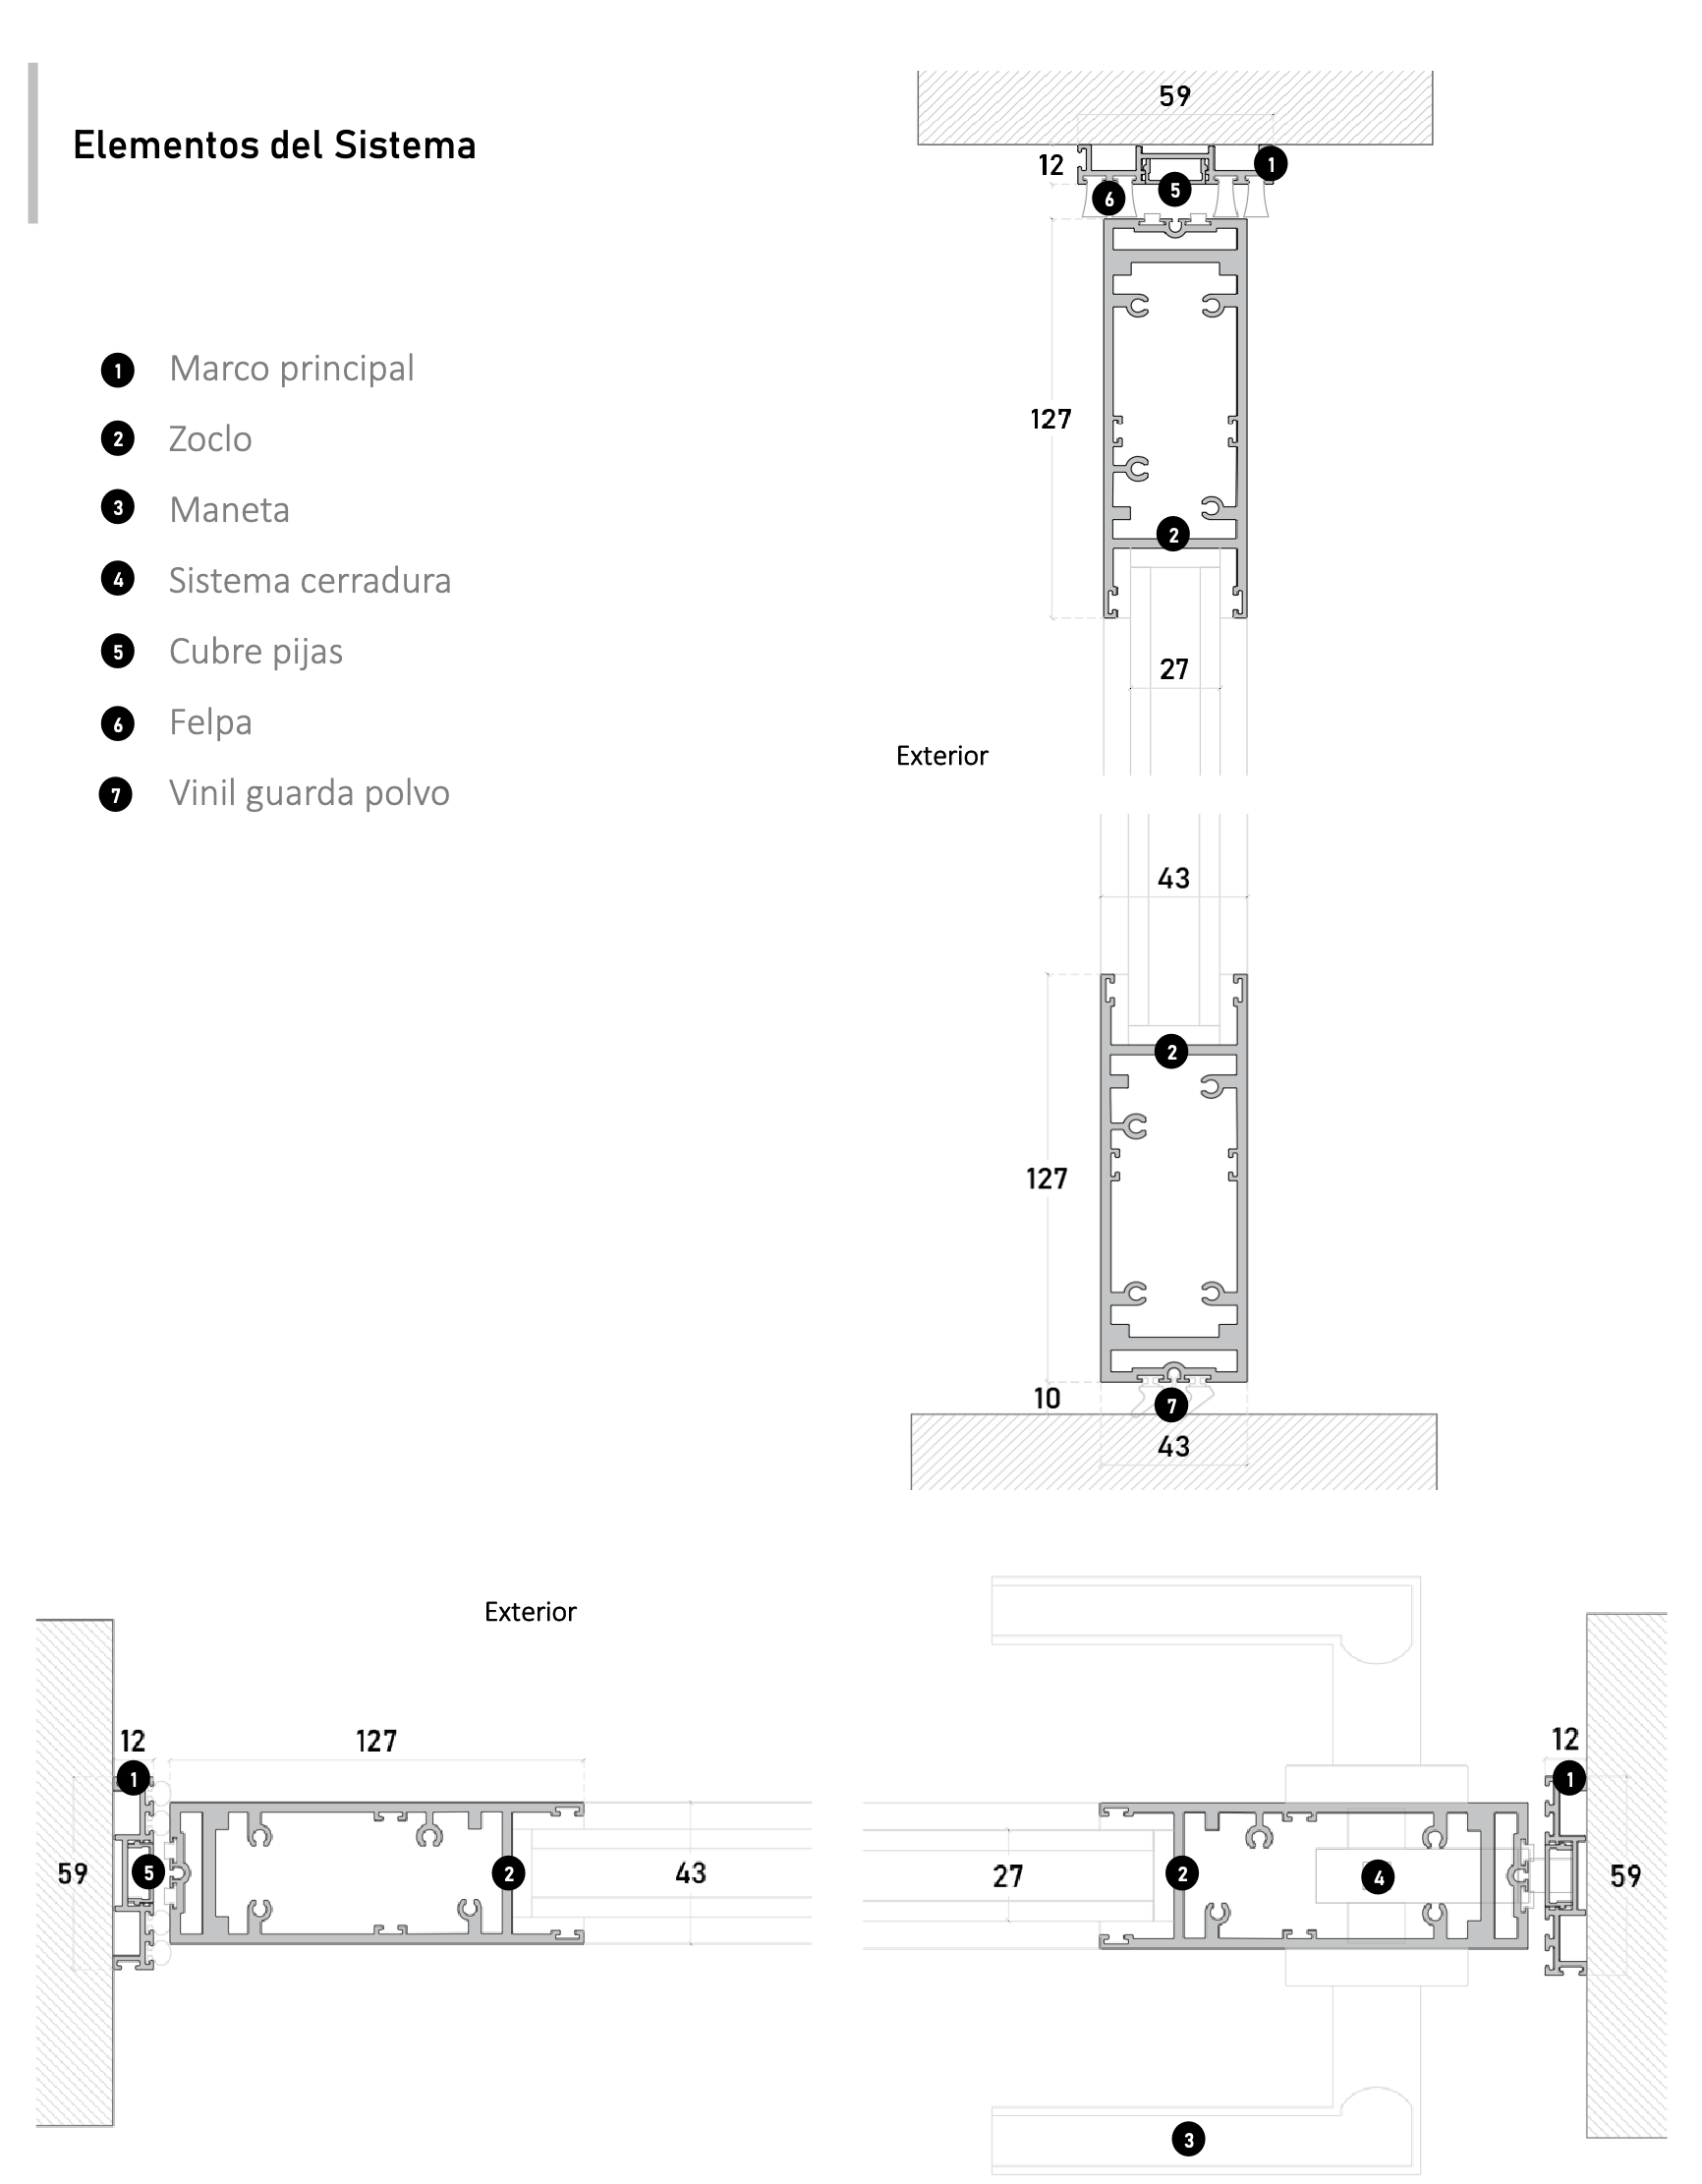 Elementos del Sistema
1 Marco principal
2 Zoclo
3 Maneta
4 Sistema cerradura
5 Cubre pijas
6 Felpa
7 Vinil guarda polvo
59
12
1
5
6
127
2
27
Exterior
43
2
127
10
7
43
Exterior
12
127
1
59
5
2
43
12
1
27
2
4
59
3